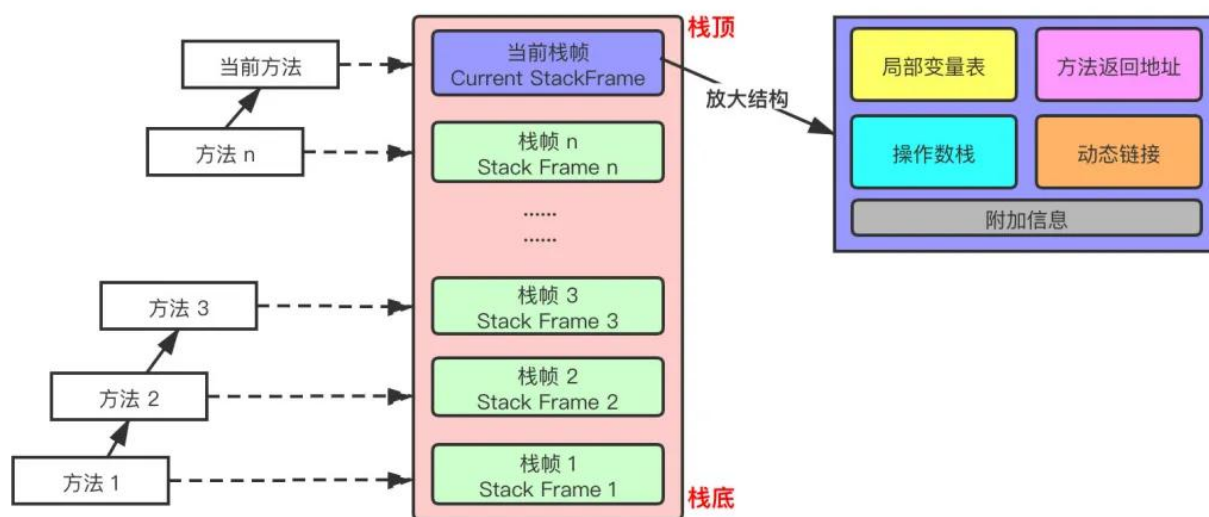 栈顶
当前方法
当前栈帧
Current StackFrame
放大结构
局部变量表
方法返回地址
方法 n
栈帧 n
Stack Frame n
操作数栈
动态链接
附加信息
......
......
方法 3
栈帧 3
Stack Frame 3
方法 2
栈帧 2
Stack Frame 2
方法 1
栈帧 1
Stack Frame 1
栈底